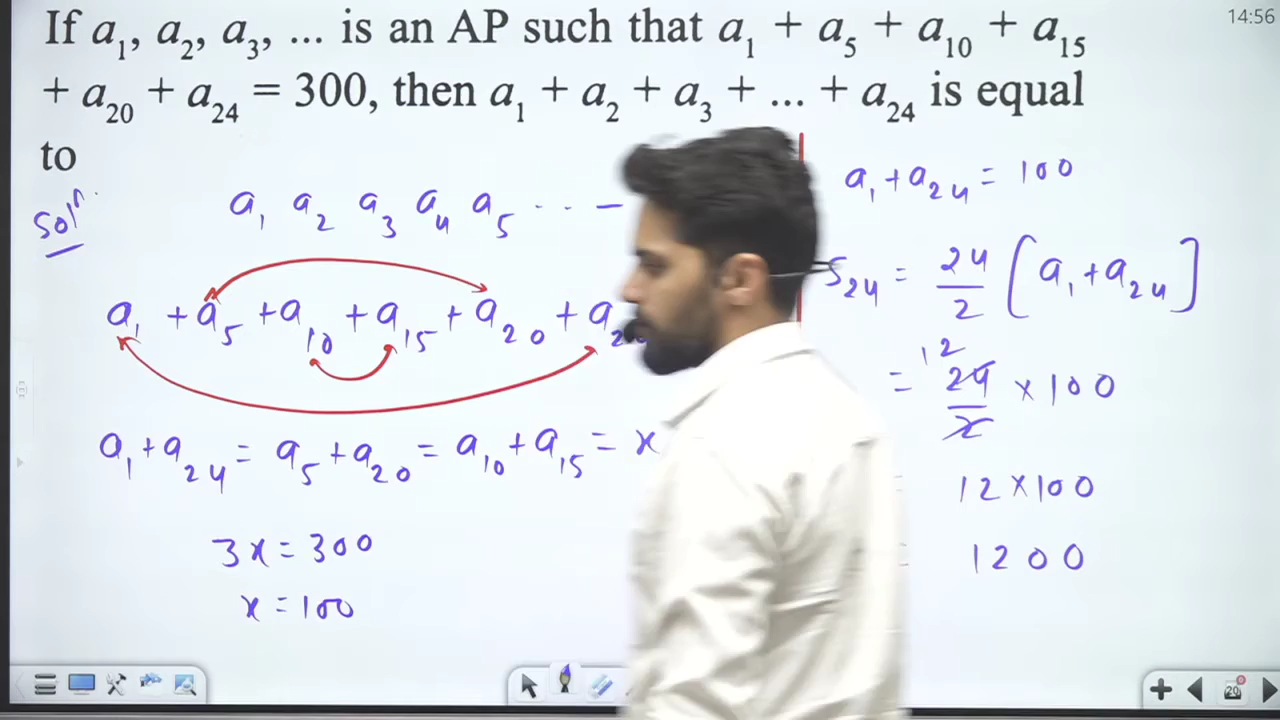 14:56
If a₁, a₂, a₃, ... is an AP such that a₁ + a₅ + a₁₀ + a₁₅
+ a₂₀ + a₂₄ = 300, then a₁ + a₂ + a₃ + ... + a₂₄ is equal
to
Solⁿ.
a₁ a₂ a₃ a₄ a₅ . . . –
a₁ + a₅ + a₁₀ + a₁₅ + a₂₀ + a
a₁ + a₂₄ = a₅ + a₂₀ = a₁₀ + a₁₅ = x
3x = 300
x = 100
a₁ + a₂₄ = 100
S₂₄ = 24/2 [a₁ + a₂₄]
12
= 24/2 × 100
12 × 100
1200
20